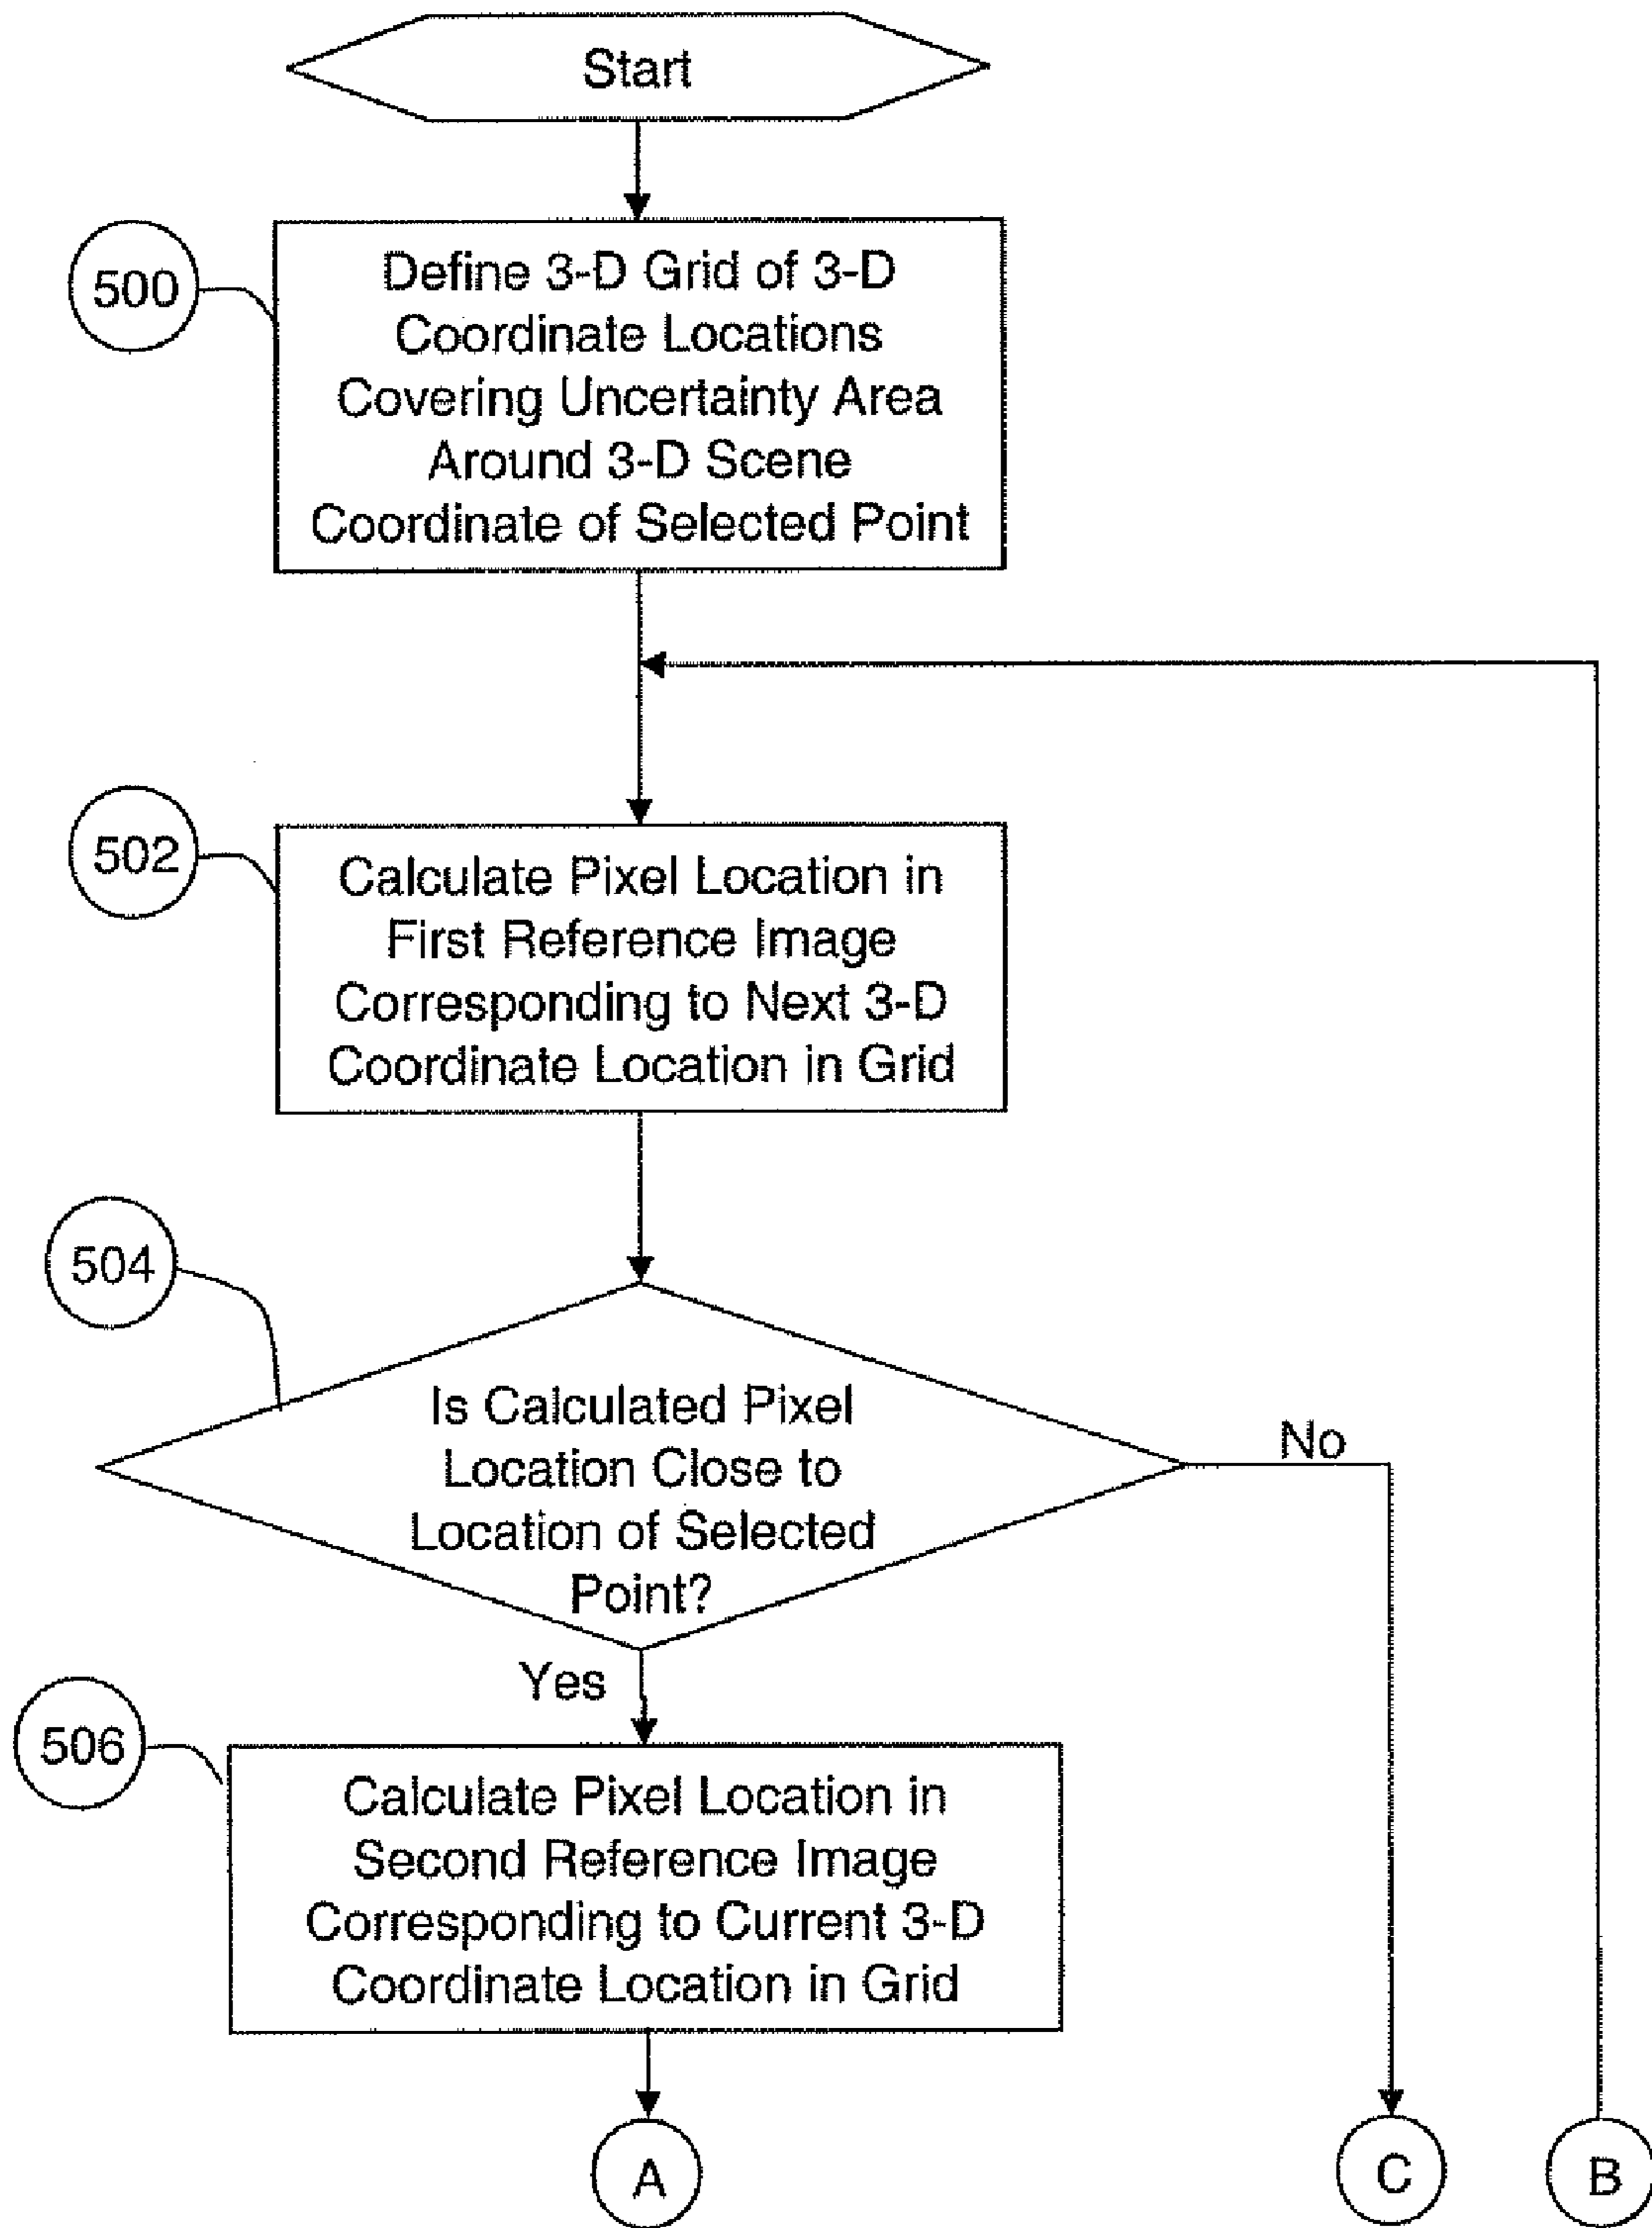 Start
500
Define 3-D Grid of 3-D
Coordinate Locations
Covering Uncertainty Area
Around 3-D Scene
Coordinate of Selected Point
502
Calculate Pixel Location in
First Reference Image
Corresponding to Next 3-D
Coordinate Location in Grid
504
Is Calculated Pixel
Location Close to
Location of Selected
Point?
No
Yes
506
Calculate Pixel Location in
Second Reference Image
Corresponding to Current 3-D
Coordinate Location in Grid
A
C
B